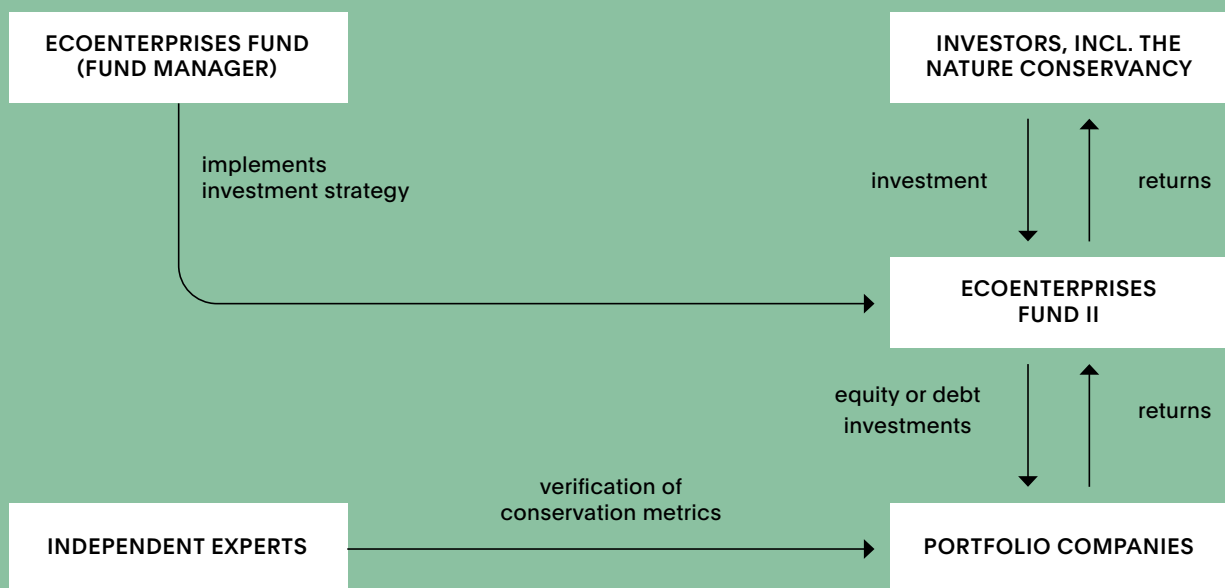 ECOENTERPRISES FUND
(FUND MANAGER)
INVESTORS, INCL. THE
NATURE CONSERVANCY
implements
investment strategy
investment
returns
ECOENTERPRISES
FUND II
equity or debt
investments
returns
verification of
conservation metrics
INDEPENDENT EXPERTS
PORTFOLIO COMPANIES